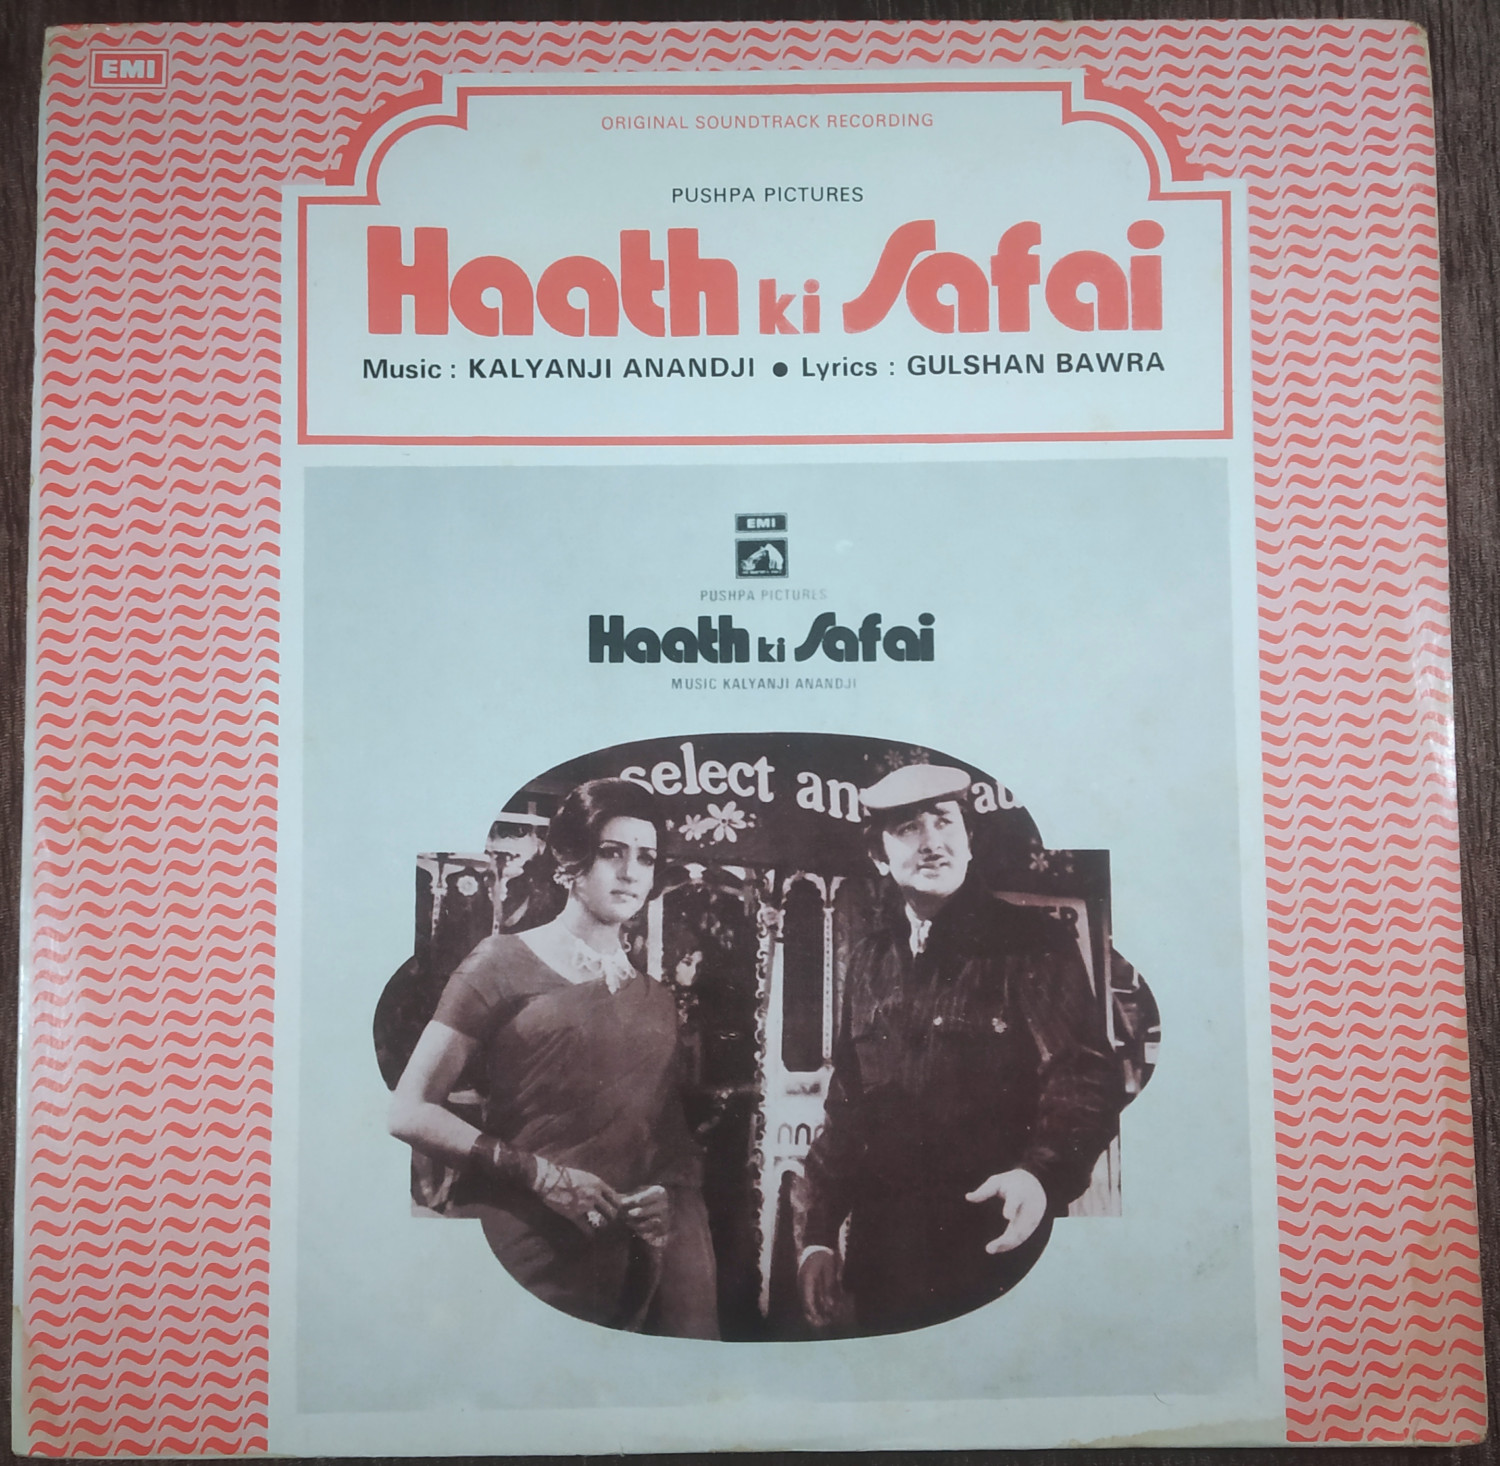 EMI
ORIGINAL SOUNDTRACK RECORDING
PUSHPA PICTURES
Haath ki Safai
Music : KALYANJI ANANDJI ● Lyrics : GULSHAN BAWRA
EMI
PUSHPA PICTURES
Haath ki Safai
MUSIC KALYANJI ANANDJI
select an